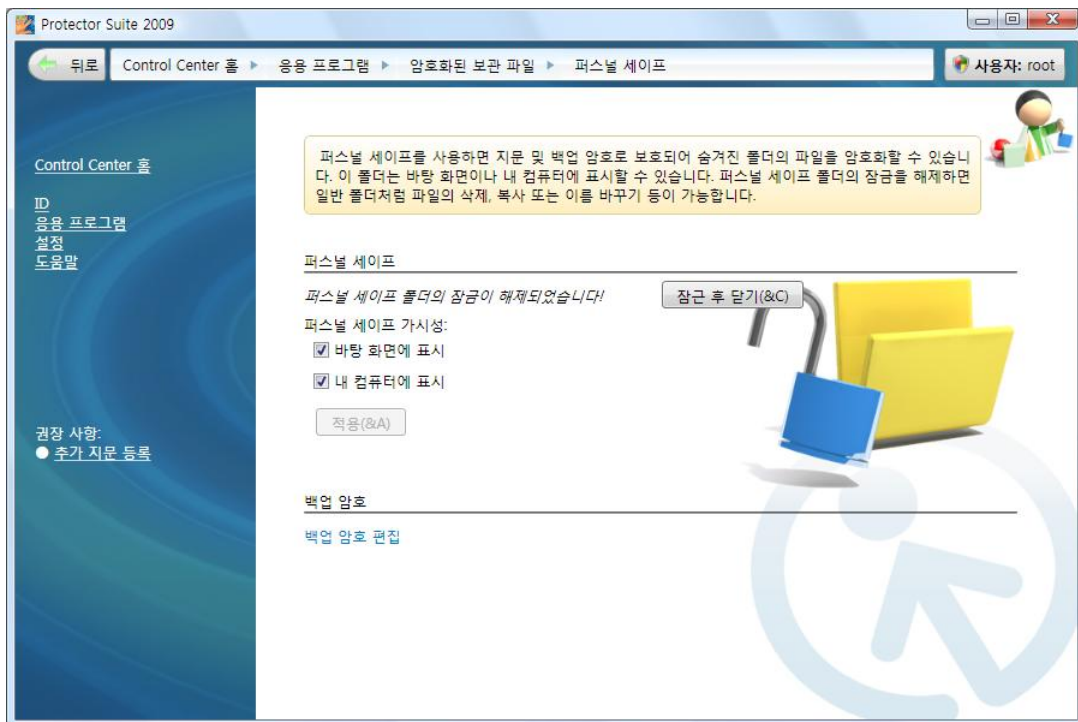 Protector Suite 2009
뒤로 Control Center 홈 ▶ 응용 프로그램 ▶ 암호화된 보관 파일 ▶ 퍼스널 세이프 사용자: root
Control Center 홈
ID
응용 프로그램
설정
도움말
권장 사항:
추가 지문 등록
퍼스널 세이프를 사용하면 지문 및 백업 암호로 보호되어 숨겨진 폴더의 파일을 암호화할 수 있습니
다. 이 폴더는 바탕 화면이나 내 컴퓨터에 표시할 수 있습니다. 퍼스널 세이프 폴더의 잠금을 해제하면
일반 폴더처럼 파일의 삭제, 복사 또는 이름 바꾸기 등이 가능합니다.
퍼스널 세이프
퍼스널 세이프 폴더의 잠금이 해제되었습니다! 잠근 후 닫기(&C)
퍼스널 세이프 가시성:
바탕 화면에 표시
내 컴퓨터에 표시
적용(&A)
백업 암호
백업 암호 편집